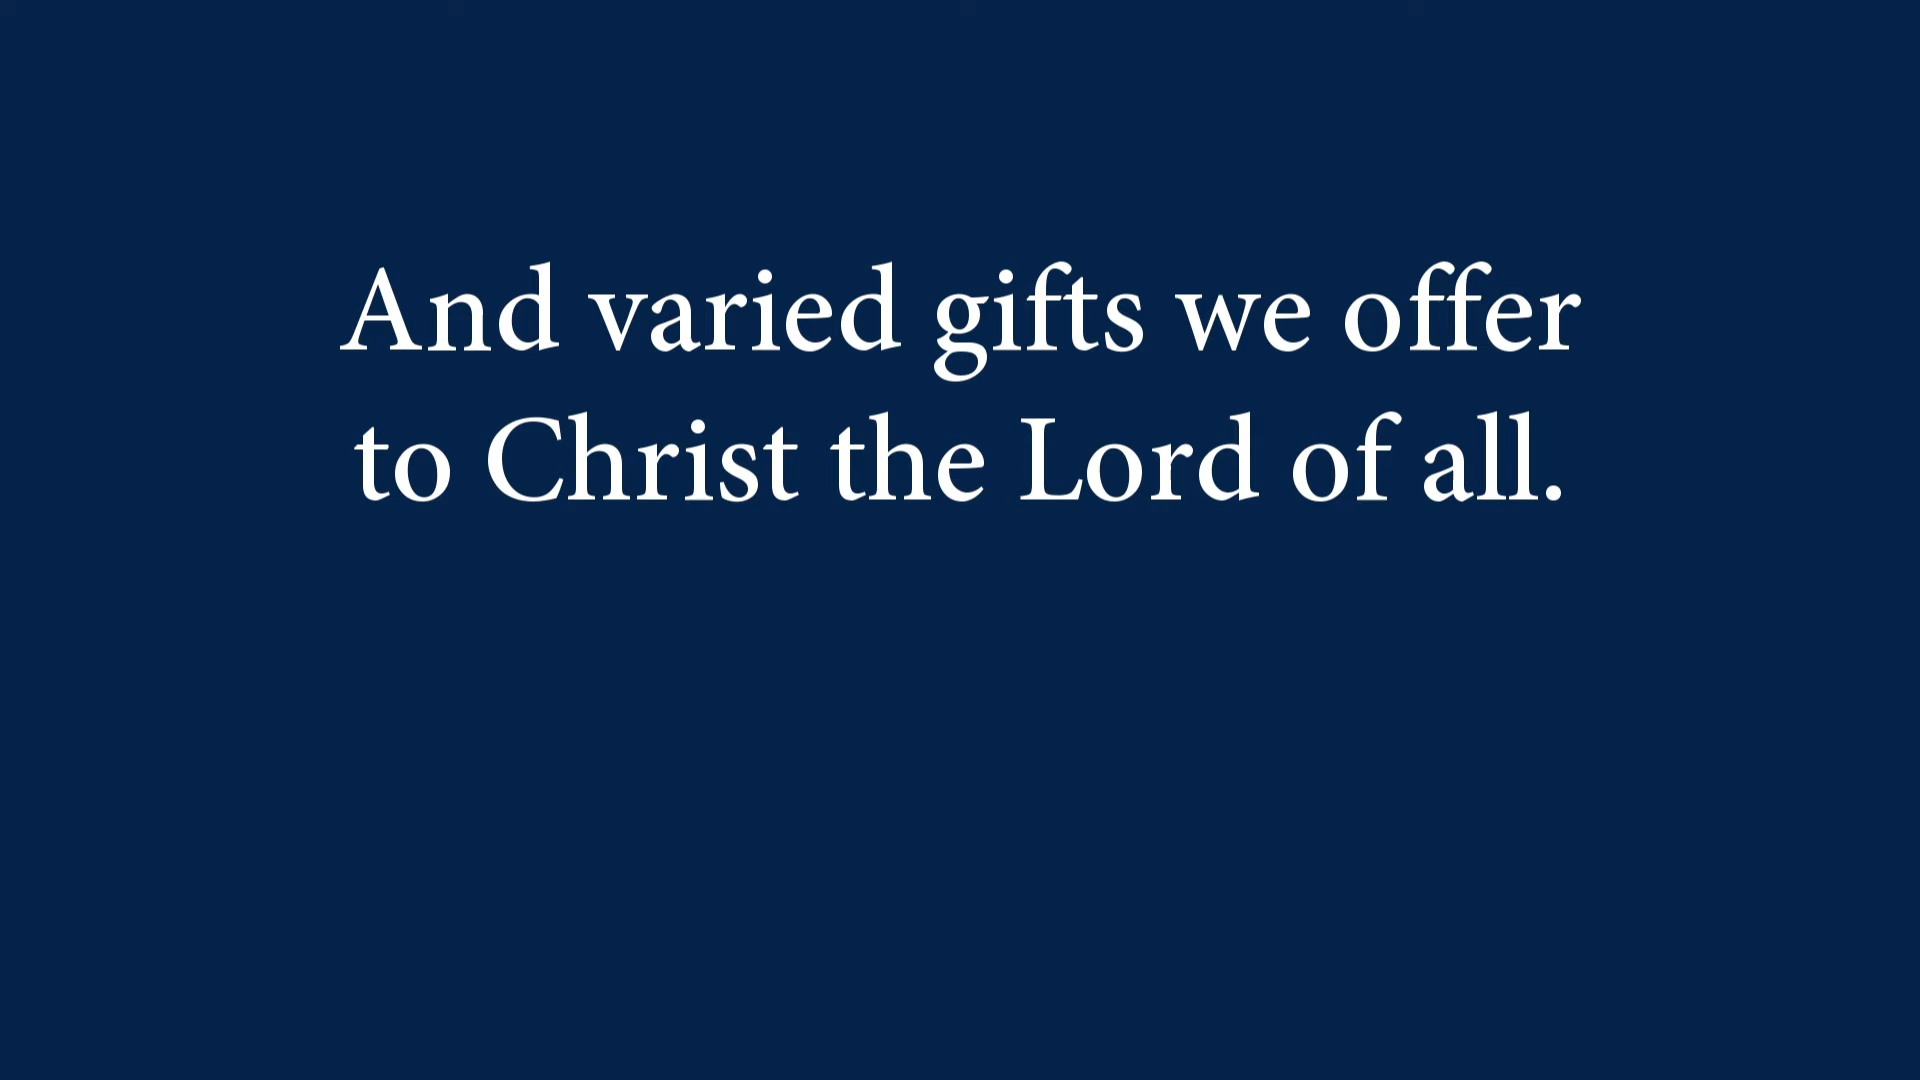 And varied gifts we offer
to Christ the Lord of all.